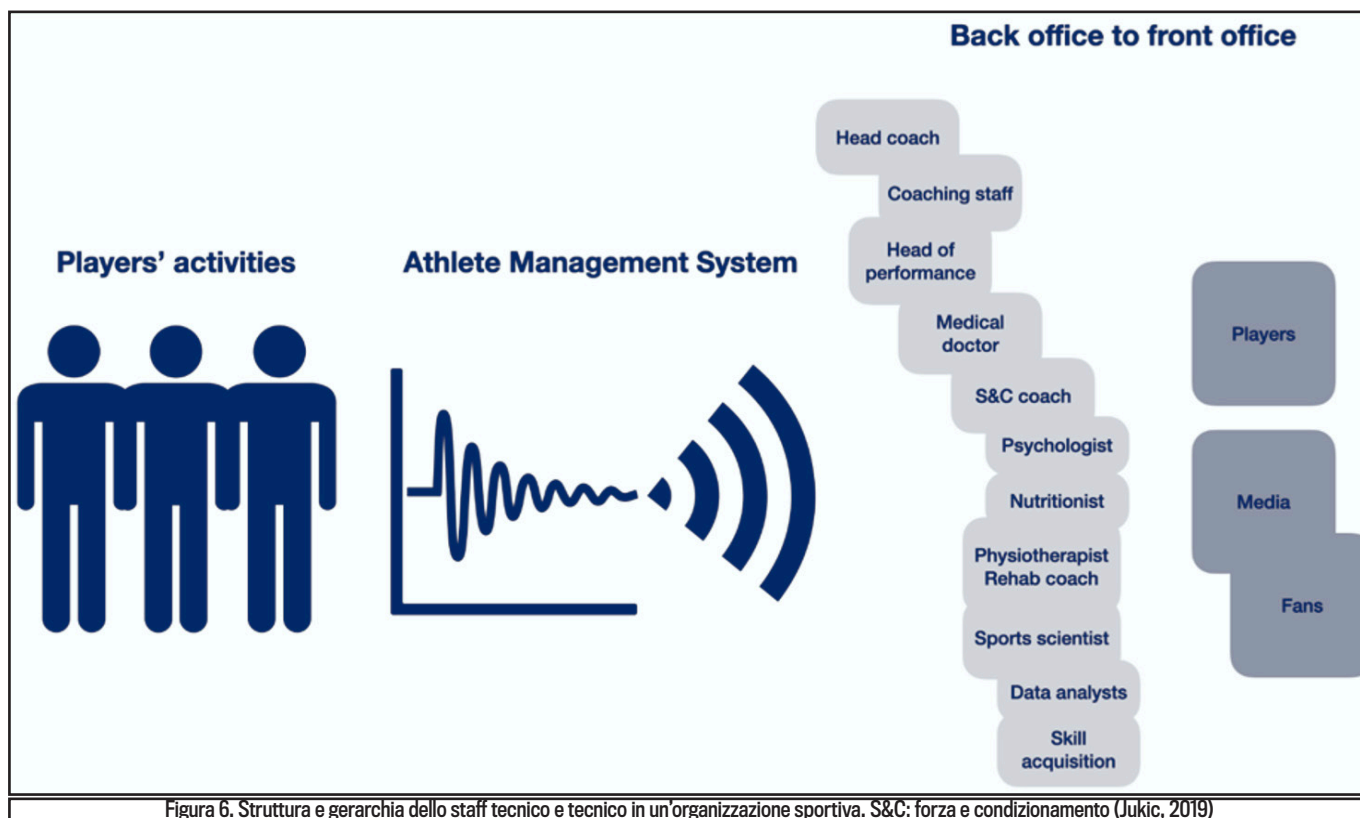 Back office to front office
Head coach
Coaching staff
Players' activities
Athlete Management System
Head of
performance
Medical
doctor
Players
S&C coach
Psychologist
Nutritionist
Media
Physiotherapist
Rehab coach
Fans
Sports scientist
Data analysts
Skill
acquisition
Figura 6. Struttura e gerarchia dello staff tecnico e tecnico in un'organizzazione sportiva. S&C: forza e condizionamento (Jukic, 2019)